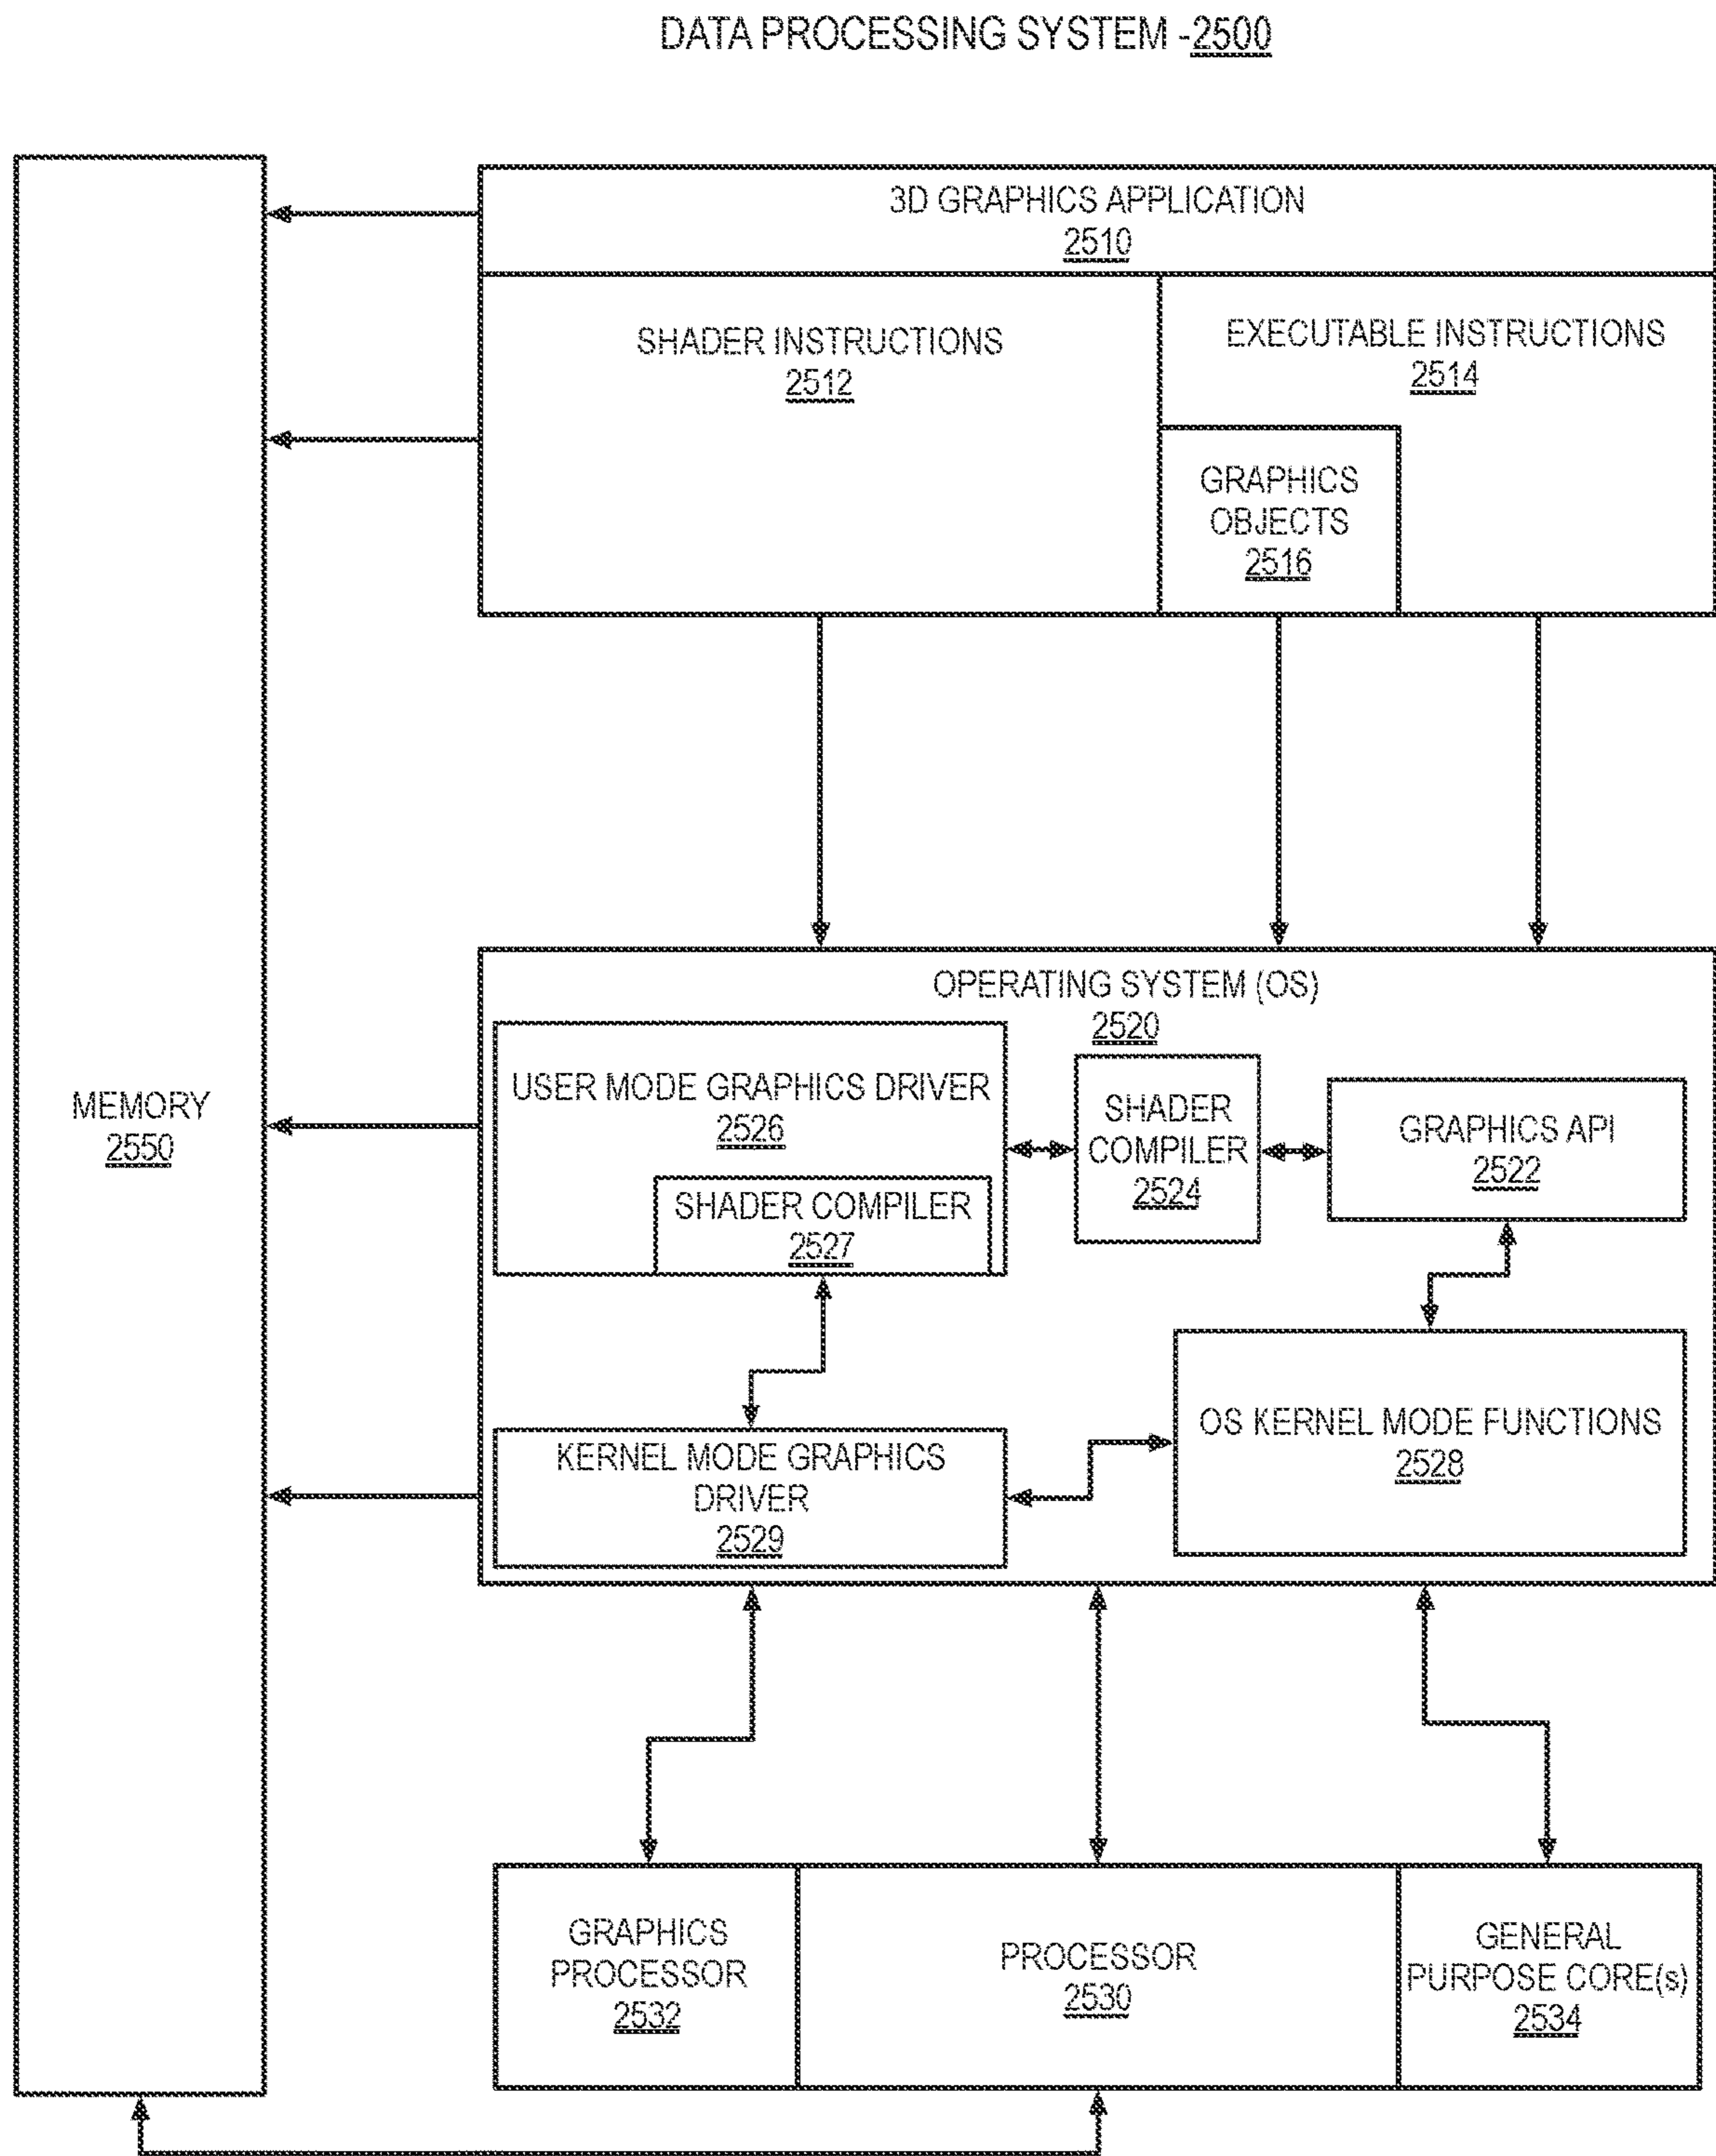 DATA PROCESSING SYSTEM -2500
3D GRAPHICS APPLICATION
2510
SHADER INSTRUCTIONS
2512
EXECUTABLE INSTRUCTIONS
2514
GRAPHICS
OBJECTS
2516
MEMORY
2550
OPERATING SYSTEM (OS)
2520
USER MODE GRAPHICS DRIVER
2526
SHADER COMPILER
2527
SHADER
COMPILER
2524
GRAPHICS API
2522
KERNEL MODE GRAPHICS
DRIVER
2529
OS KERNEL MODE FUNCTIONS
2528
GRAPHICS
PROCESSOR
2532
PROCESSOR
2530
GENERAL
PURPOSE CORE(s)
2534